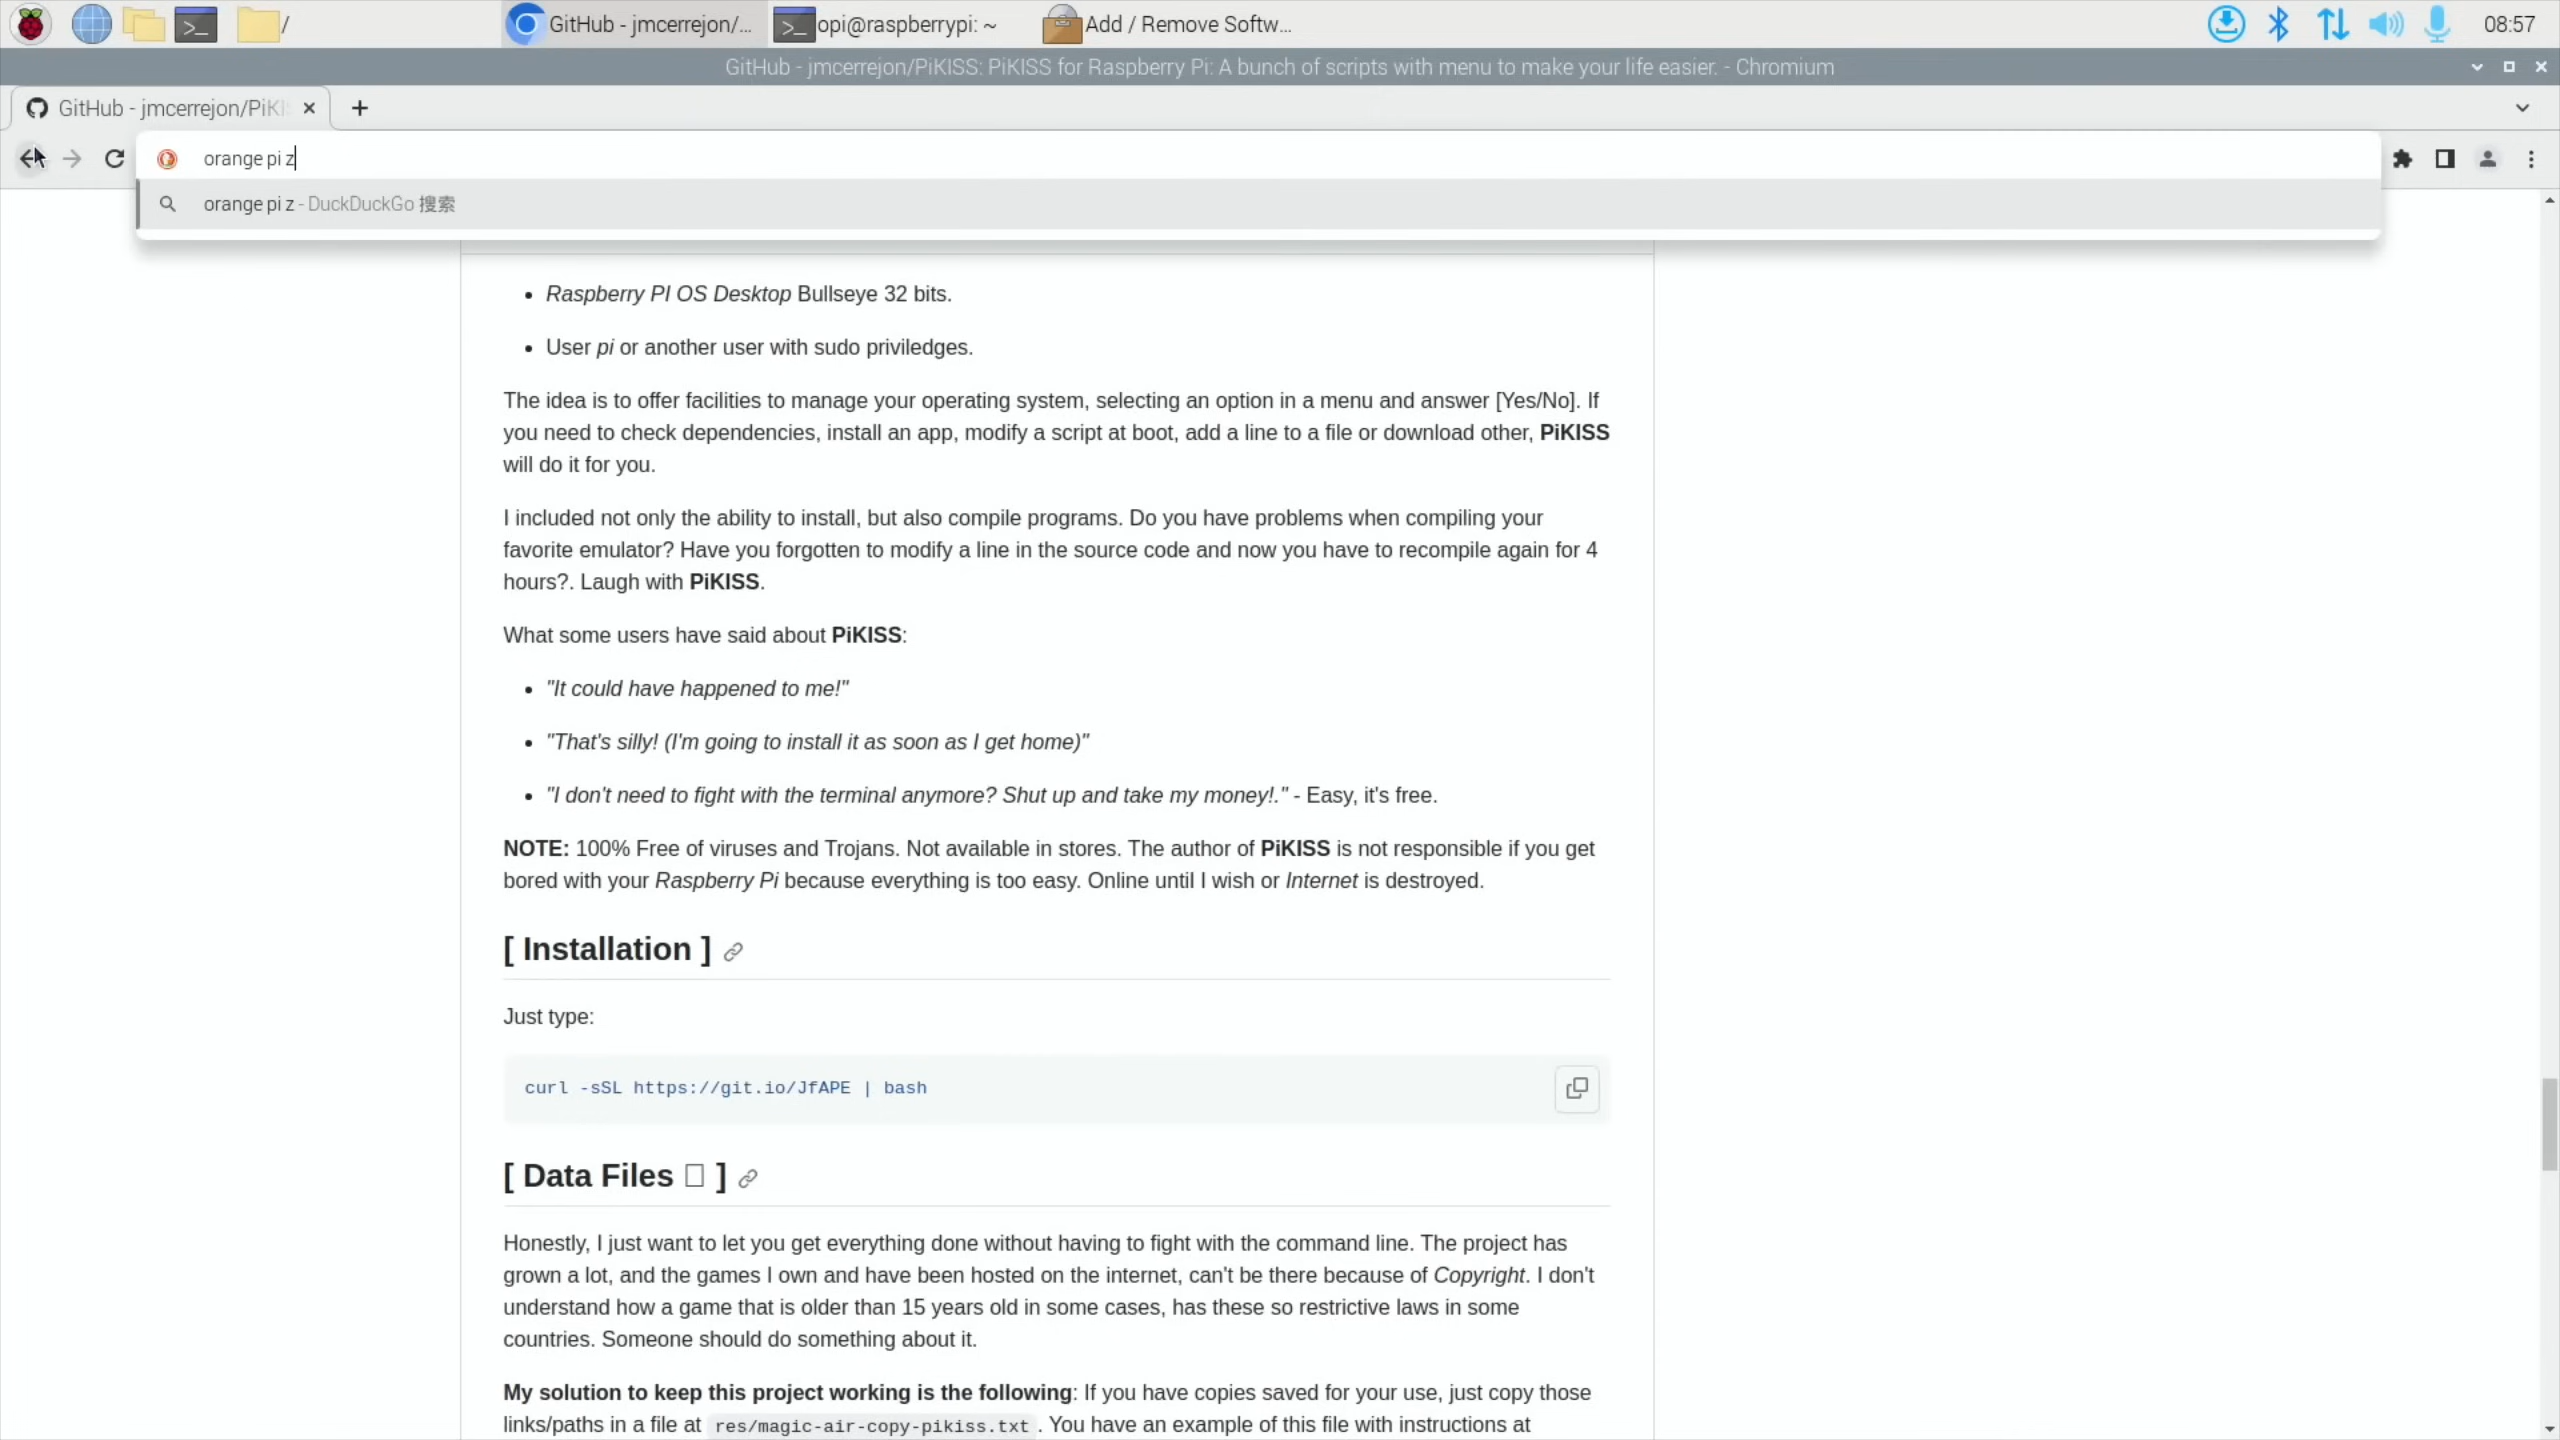 /
GitHub - jmcerrejon/...
opi@raspberrypi: ~
Add / Remove Softw...
08:57
GitHub - jmcerrejon/PiKISS: PiKISS for Raspberry Pi: A bunch of scripts with menu to make your life easier. - Chromium
GitHub - jmcerrejon/PiKI
orange pi z
orange pi z - DuckDuckGo 搜索
Raspberry PI OS Desktop Bullseye 32 bits.
User pi or another user with sudo priviledges.
The idea is to offer facilities to manage your operating system, selecting an option in a menu and answer [Yes/No]. If
you need to check dependencies, install an app, modify a script at boot, add a line to a file or download other, PiKISS
will do it for you.
I included not only the ability to install, but also compile programs. Do you have problems when compiling your
favorite emulator? Have you forgotten to modify a line in the source code and now you have to recompile again for 4
hours?. Laugh with PiKISS.
What some users have said about PiKISS:
"It could have happened to me!"
"That's silly! (I'm going to install it as soon as I get home)"
"I don't need to fight with the terminal anymore? Shut up and take my money!." - Easy, it's free.
NOTE: 100% Free of viruses and Trojans. Not available in stores. The author of PiKISS is not responsible if you get
bored with your Raspberry Pi because everything is too easy. Online until I wish or Internet is destroyed.
[ Installation ]
Just type:
curl -sSL https://git.io/JfAPE | bash
[ Data Files ]
Honestly, I just want to let you get everything done without having to fight with the command line. The project has
grown a lot, and the games I own and have been hosted on the internet, can't be there because of Copyright. I don't
understand how a game that is older than 15 years old in some cases, has these so restrictive laws in some
countries. Someone should do something about it.
My solution to keep this project working is the following: If you have copies saved for your use, just copy those
links/paths in a file at res/magic-air-copy-pikiss.txt . You have an example of this file with instructions at